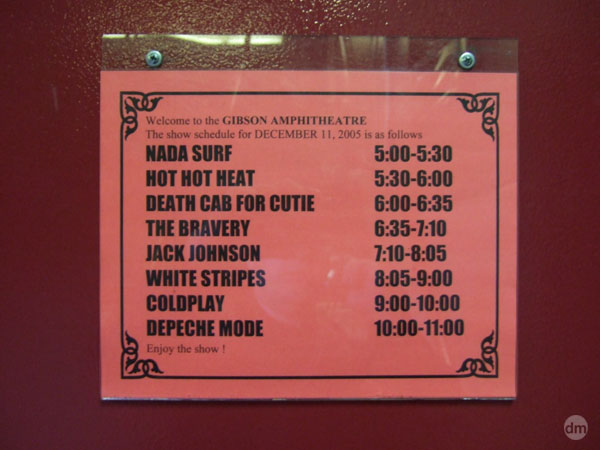 Welcome to the GIBSON AMPHITHEATRE
The show schedule for DECEMBER 11, 2005 is as follows
NADA SURF 5:00-5:30
HOT HOT HEAT 5:30-6:00
DEATH CAB FOR CUTIE 6:00-6:35
THE BRAVERY 6:35-7:10
JACK JOHNSON 7:10-8:05
WHITE STRIPES 8:05-9:00
COLDPLAY 9:00-10:00
DEPECHE MODE 10:00-11:00
Enjoy the show !
dm